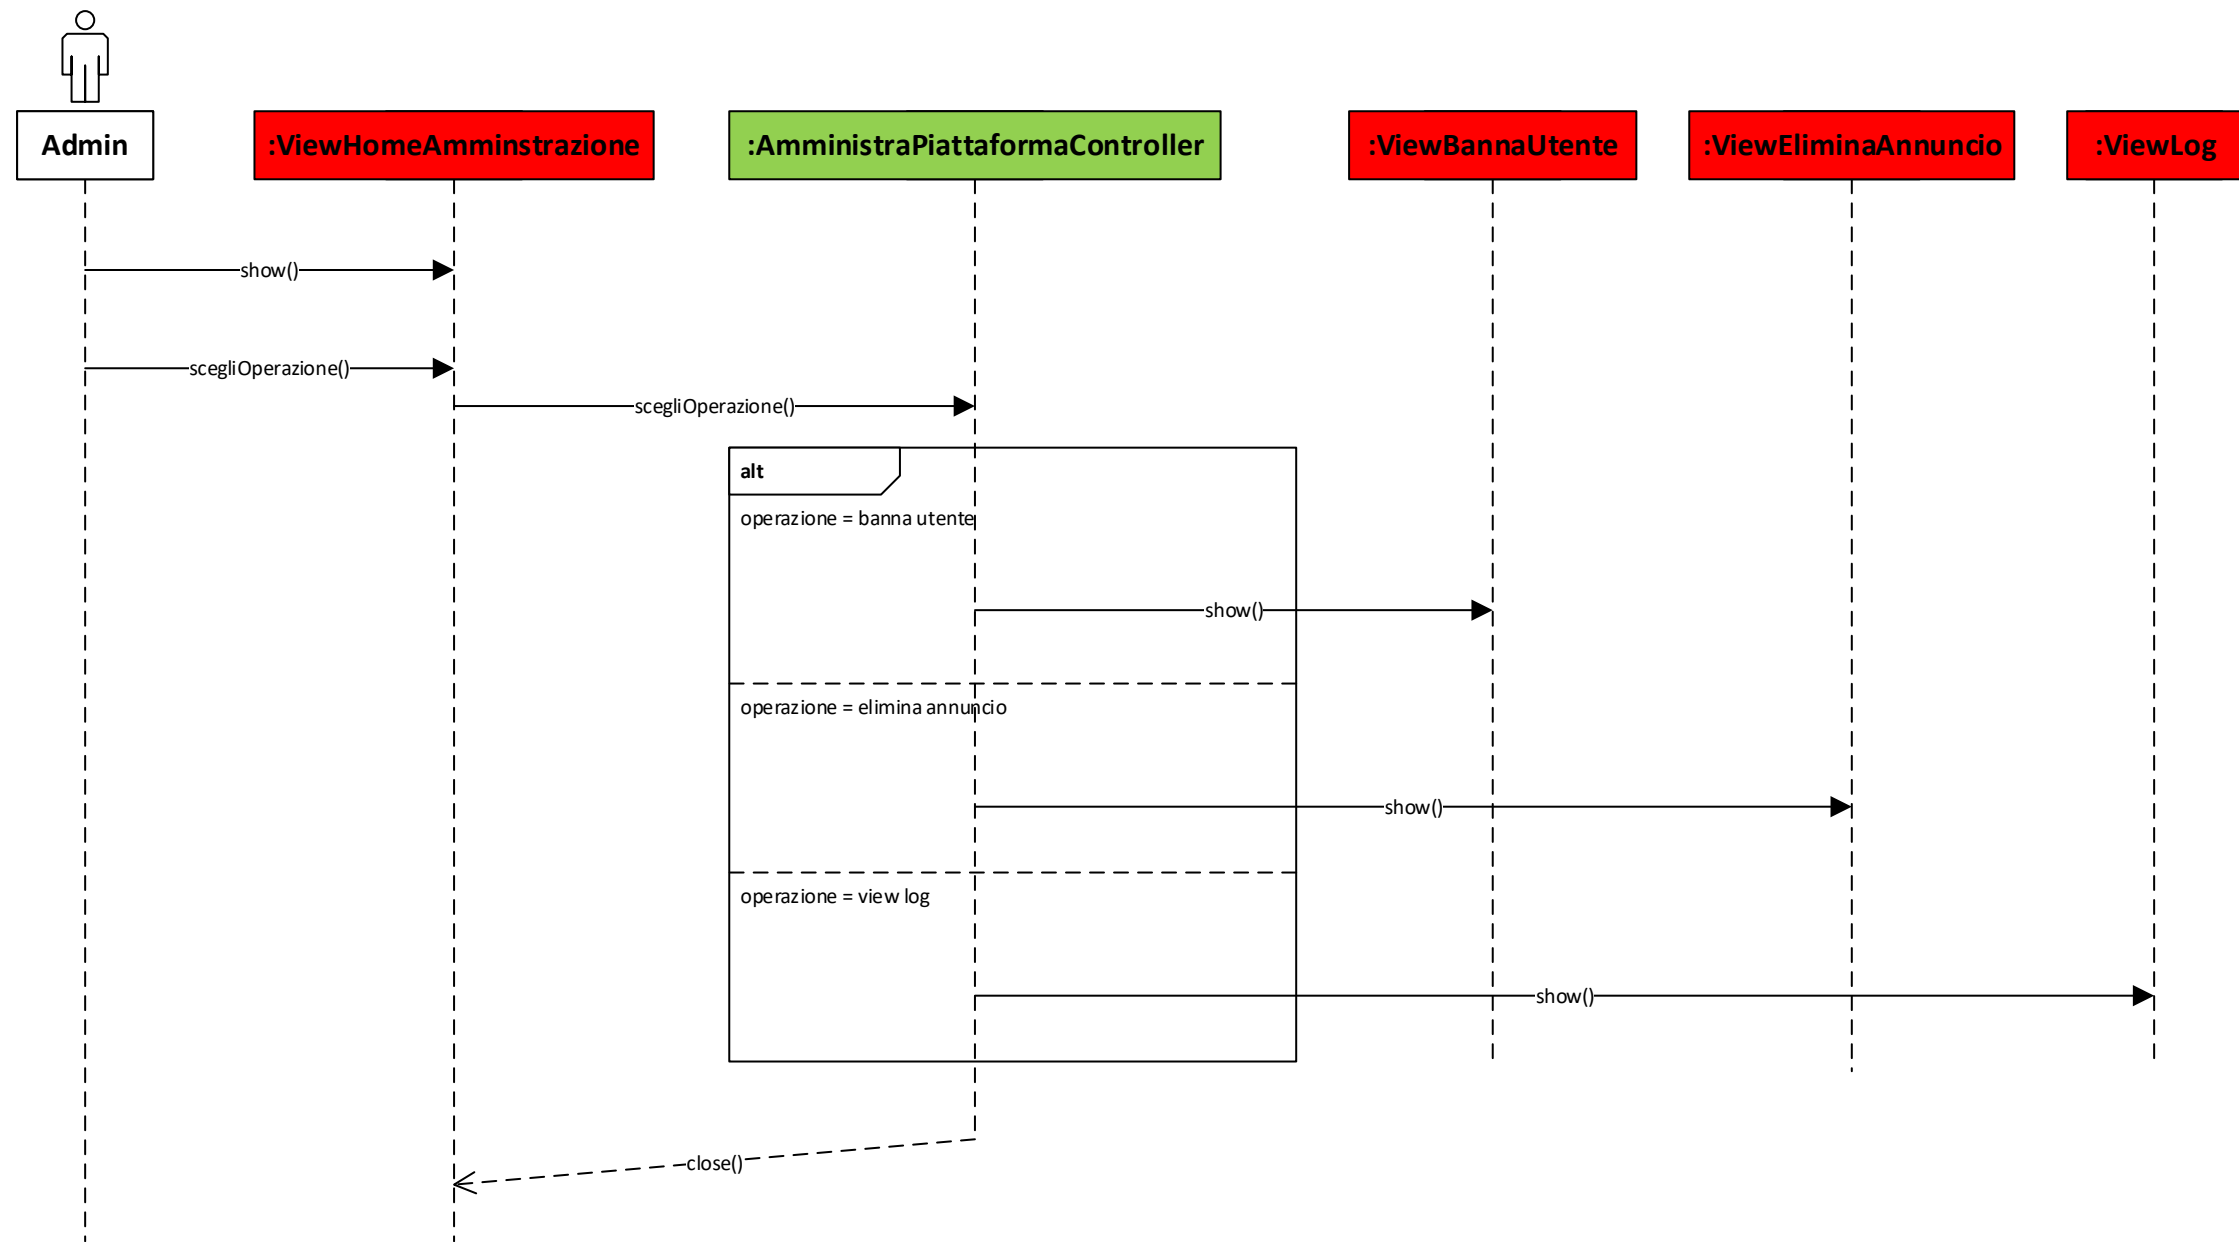 Admin
:ViewHomeAmminstrazione
:AmministraPiattaformaController
:ViewBannaUtente
:ViewEliminaAnnuncio
:ViewLog
show()
scegliOperazione()
scegliOperazione()
alt
operazione = banna utente
show()
operazione = elimina annuncio
show()
operazione = view log
show()
close()